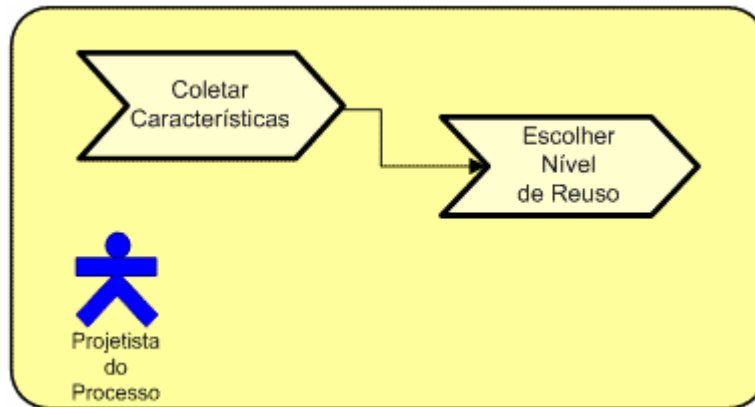 Coletar
Características
Escolher
Nível
de Reuso
Projetista
do
Processo